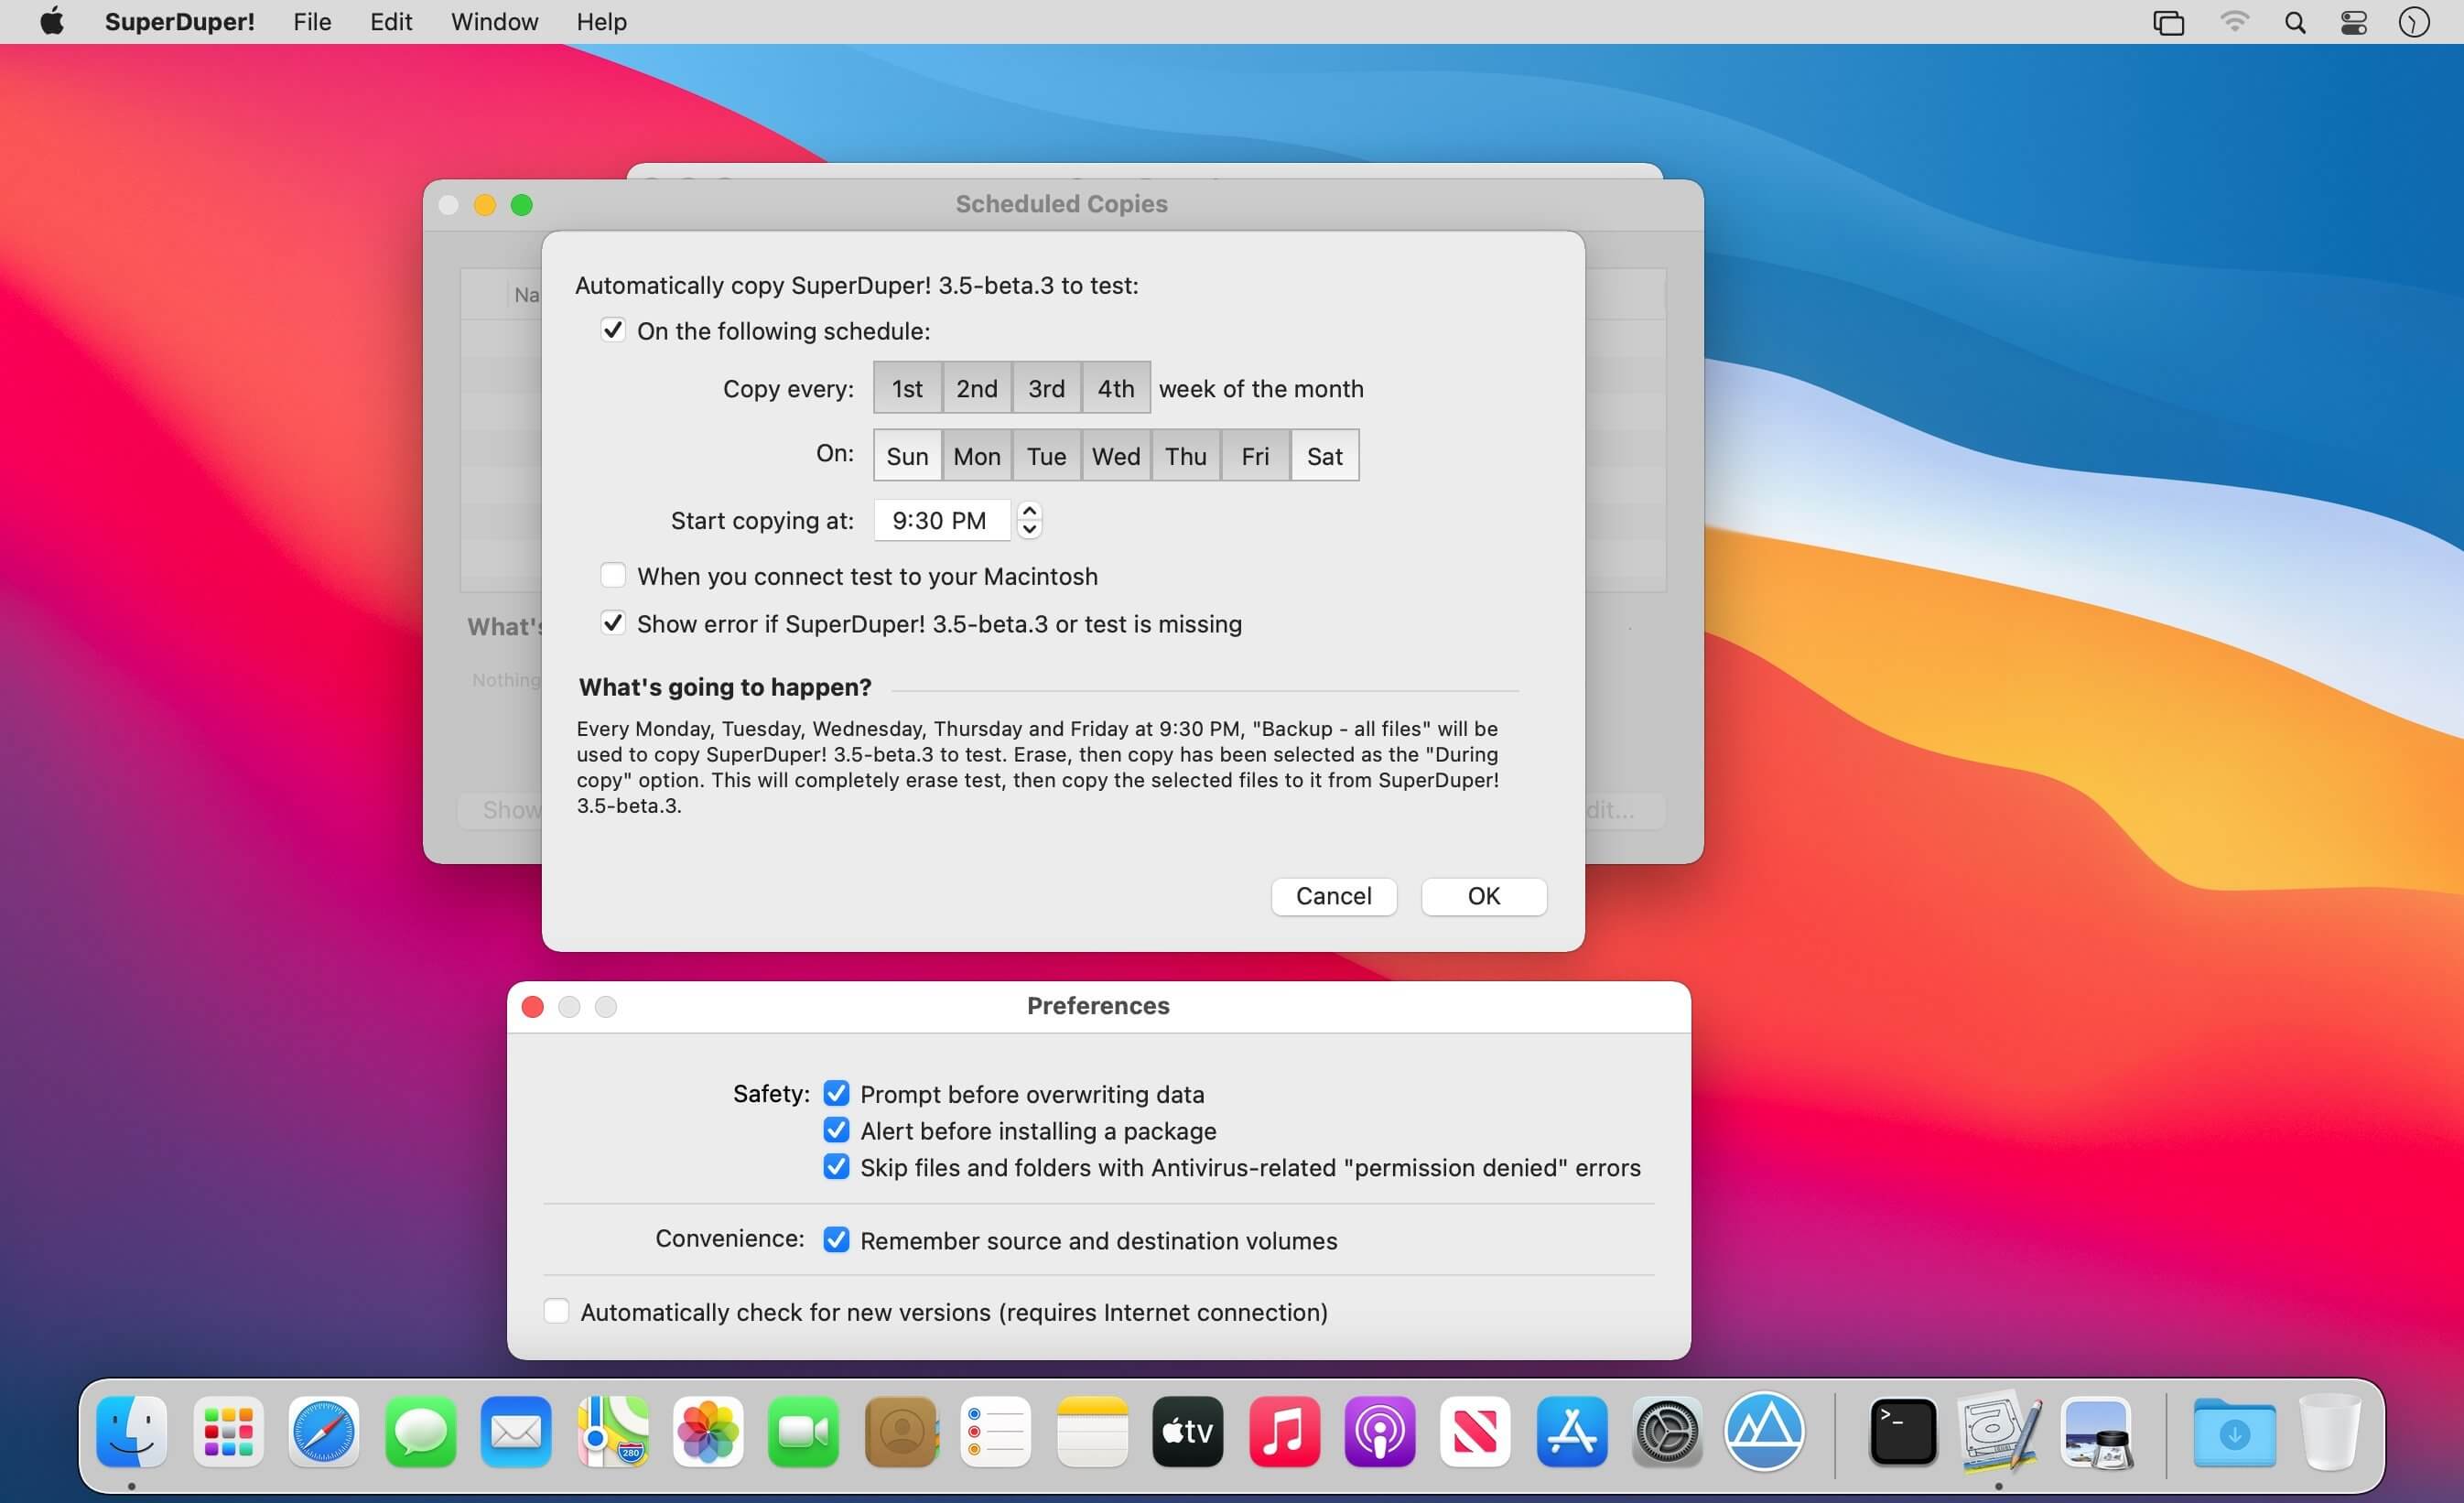 SuperDuper! File Edit Window Help
Scheduled Copies
Na
Automatically copy SuperDuper! 3.5-beta.3 to test:
On the following schedule:
Copy every: 1st 2nd 3rd 4th week of the month
On: Sun Mon Tue Wed Thu Fri Sat
Start copying at: 9:30 PM
When you connect test to your Macintosh
What's
Show error if SuperDuper! 3.5-beta.3 or test is missing
Nothing
What's going to happen?
Every Monday, Tuesday, Wednesday, Thursday and Friday at 9:30 PM, "Backup - all files" will be
used to copy SuperDuper! 3.5-beta.3 to test. Erase, then copy has been selected as the "During
copy" option. This will completely erase test, then copy the selected files to it from SuperDuper!
3.5-beta.3.
Show
dit...
Cancel OK
Preferences
Safety: Prompt before overwriting data
Alert before installing a package
Skip files and folders with Antivirus-related "permission denied" errors
Convenience: Remember source and destination volumes
Automatically check for new versions (requires Internet connection)
280
tv
>_